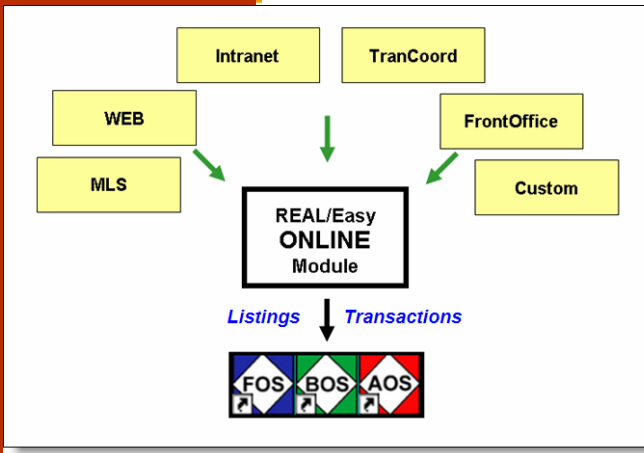 Intranet
TranCoord
WEB
FrontOffice
MLS
Custom
REAL/Easy
ONLINE
Module
Listings
Transactions
FOS
BOS
AOS